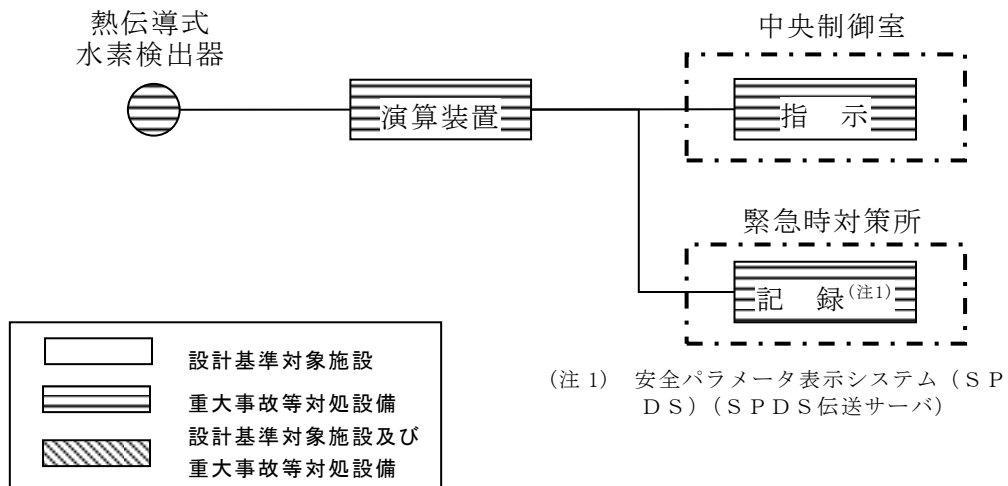 熱伝導式
水素検出器
演算装置
中央制御室
指　示
緊急時対策所
記　録(注1)
(注 1)　安全パラメータ表示システム（ＳＰ
ＤＳ）（ＳＰＤＳ伝送サーバ）
設計基準対象施設
重大事故等対処設備
設計基準対象施設及び
重大事故等対処設備